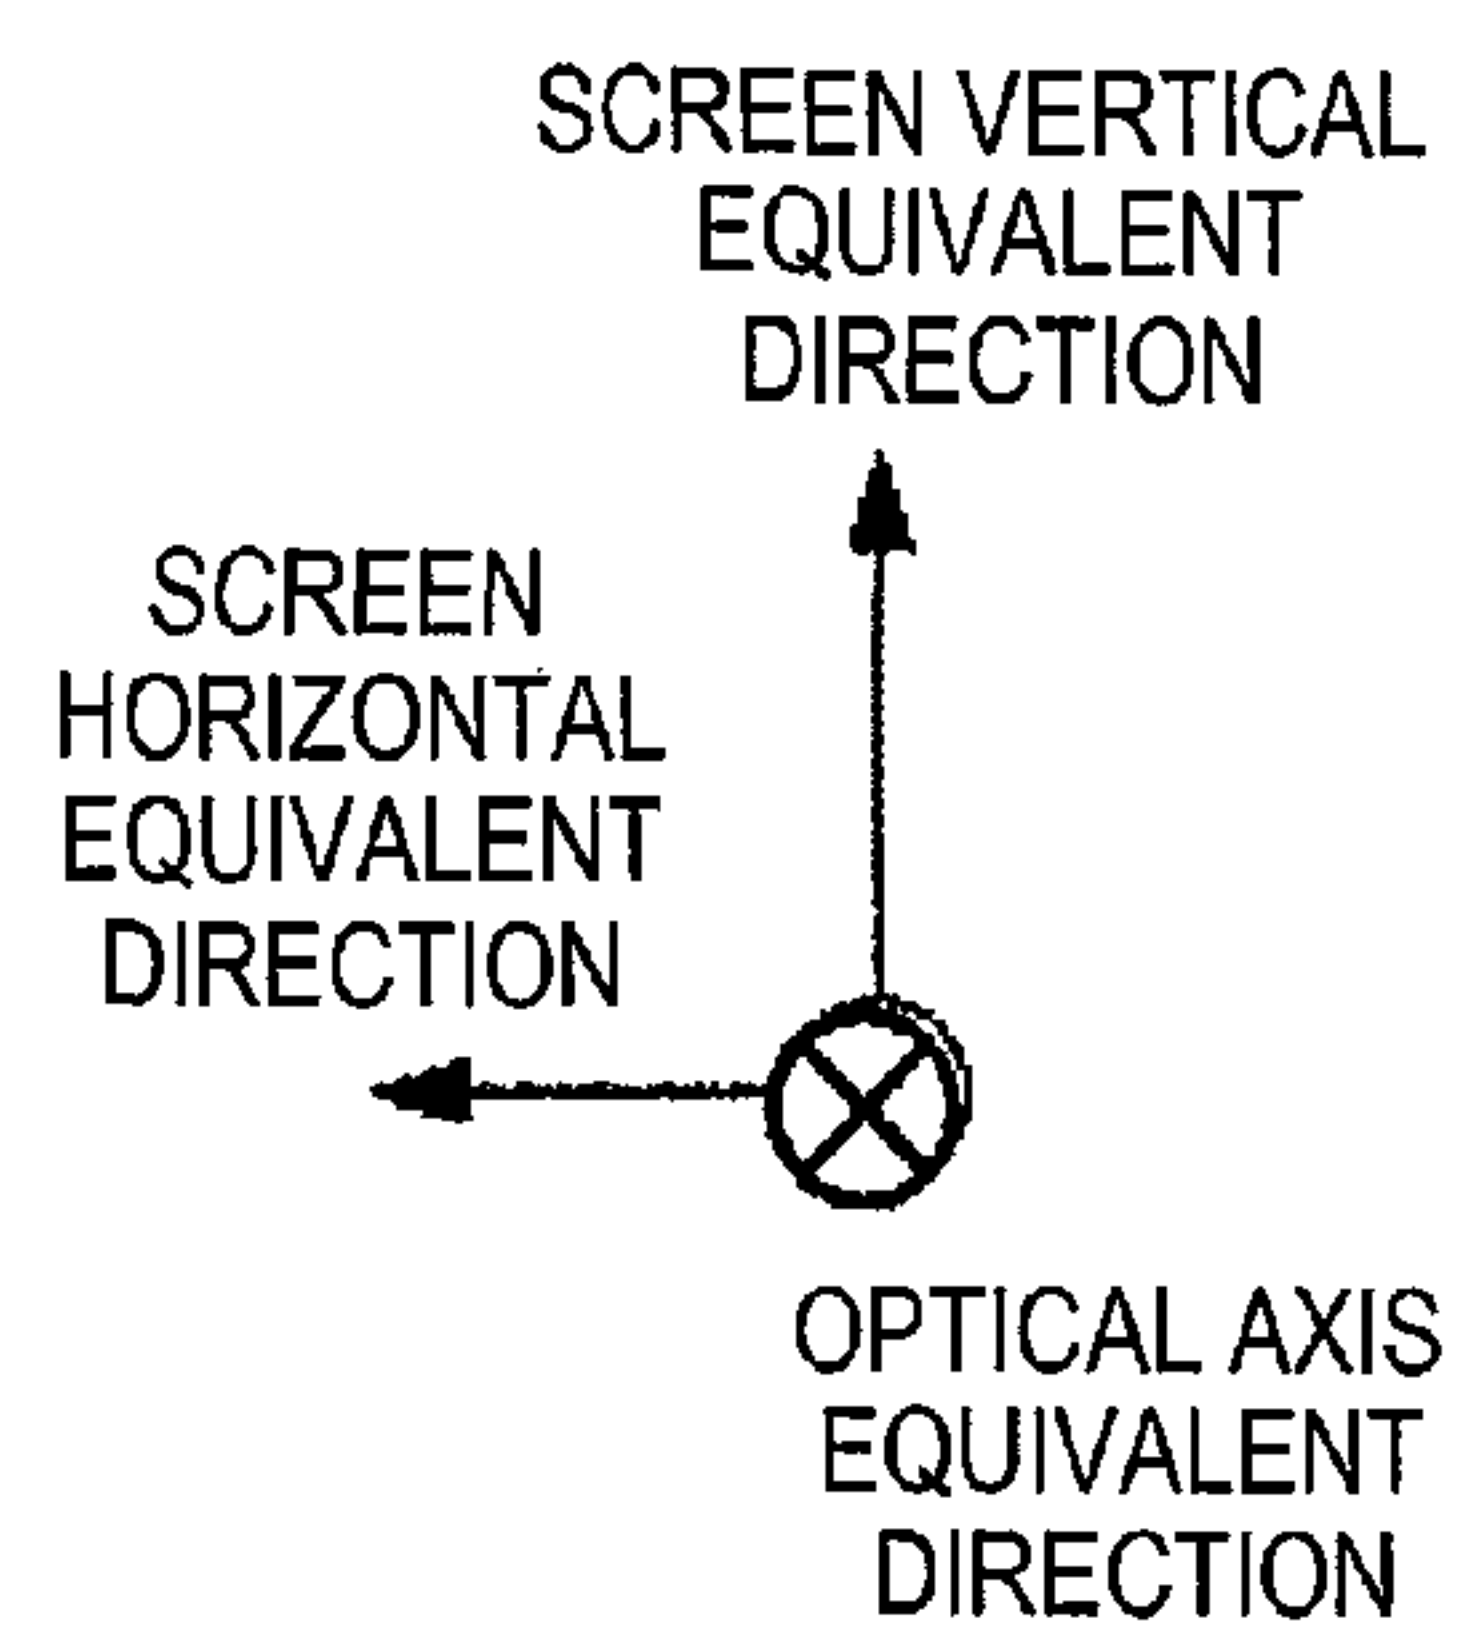 SCREEN VERTICAL
EQUIVALENT
DIRECTION
SCREEN
HORIZONTAL
EQUIVALENT
DIRECTION
OPTICAL AXIS
EQUIVALENT
DIRECTION